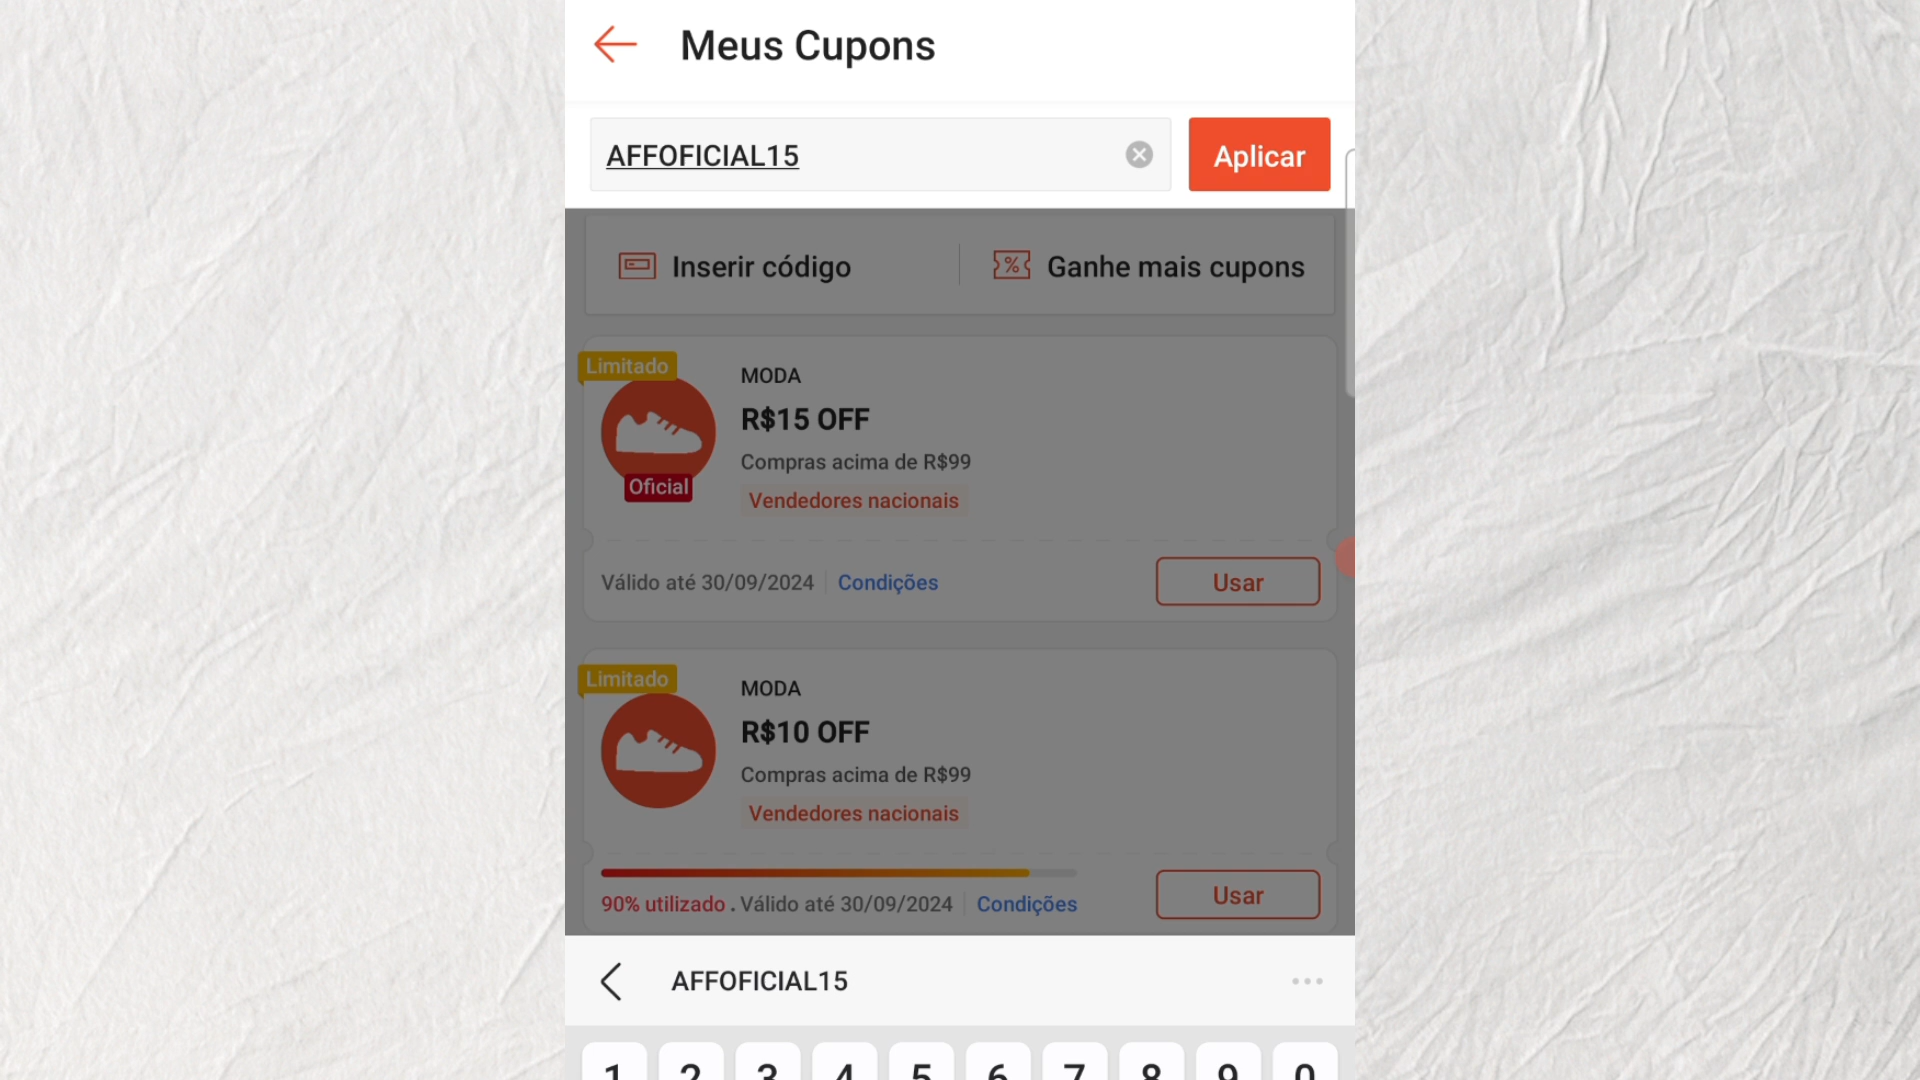 Meus Cupons
AFFOFICIAL15
Aplicar
Inserir código
Ganhe mais cupons
Limitado
Oficial
MODA
R$15 OFF
Compras acima de R$99
Vendedores nacionais
Válido até 30/09/2024
Condições
Usar
Limitado
MODA
R$10 OFF
Compras acima de R$99
Vendedores nacionais
90% utilizado . Válido até 30/09/2024
Condições
Usar
AFFOFICIAL15
1 2 3 4 5 6 7 8 9 0